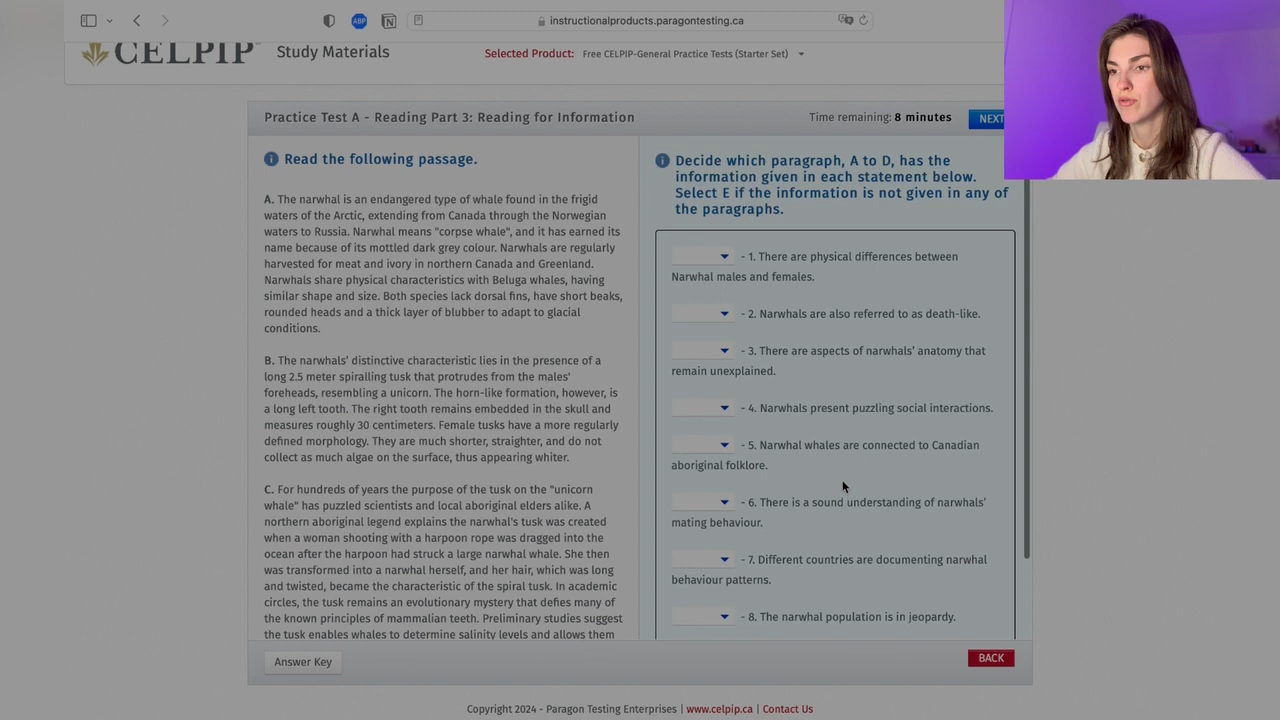 instructionalproducts.paragontesting.ca
CELPIP
Study Materials
Selected Product: Free CELPIP-General Practice Tests (Starter Set)
Practice Test A - Reading Part 3: Reading for Information
Time remaining: 8 minutes
NEXT
Read the following passage.
A. The narwhal is an endangered type of whale found in the frigid
waters of the Arctic, extending from Canada through the Norwegian
waters to Russia. Narwhal means "corpse whale", and it has earned its
name because of its mottled dark grey colour. Narwhals are regularly
harvested for meat and ivory in northern Canada and Greenland.
Narwhals share physical characteristics with Beluga whales, having
similar shape and size. Both species lack dorsal fins, have short beaks,
rounded heads and a thick layer of blubber to adapt to glacial
conditions.
B. The narwhals' distinctive characteristic lies in the presence of a
long 2.5 meter spiralling tusk that protrudes from the males'
foreheads, resembling a unicorn. The horn-like formation, however, is
a long left tooth. The right tooth remains embedded in the skull and
measures roughly 30 centimeters. Female tusks have a more regularly
defined morphology. They are much shorter, straighter, and do not
collect as much algae on the surface, thus appearing whiter.
C. For hundreds of years the purpose of the tusk on the "unicorn
whale" has puzzled scientists and local aboriginal elders alike. A
northern aboriginal legend explains the narwhal's tusk was created
when a woman shooting with a harpoon rope was dragged into the
ocean after the harpoon had struck a large narwhal whale. She then
was transformed into a narwhal herself, and her hair, which was long
and twisted, became the characteristic of the spiral tusk. In academic
circles, the tusk remains an evolutionary mystery that defies many of
the known principles of mammalian teeth. Preliminary studies suggest
the tusk enables whales to determine salinity levels and allows them
Decide which paragraph, A to D, has the
information given in each statement below.
Select E if the information is not given in any of
the paragraphs.
- 1. There are physical differences between
Narwhal males and females.
- 2. Narwhals are also referred to as death-like.
- 3. There are aspects of narwhals' anatomy that
remain unexplained.
- 4. Narwhals present puzzling social interactions.
- 5. Narwhal whales are connected to Canadian
aboriginal folklore.
- 6. There is a sound understanding of narwhals'
mating behaviour.
- 7. Different countries are documenting narwhal
behaviour patterns.
- 8. The narwhal population is in jeopardy.
Answer Key
BACK
Copyright 2024 - Paragon Testing Enterprises | www.celpip.ca | Contact Us
ABP